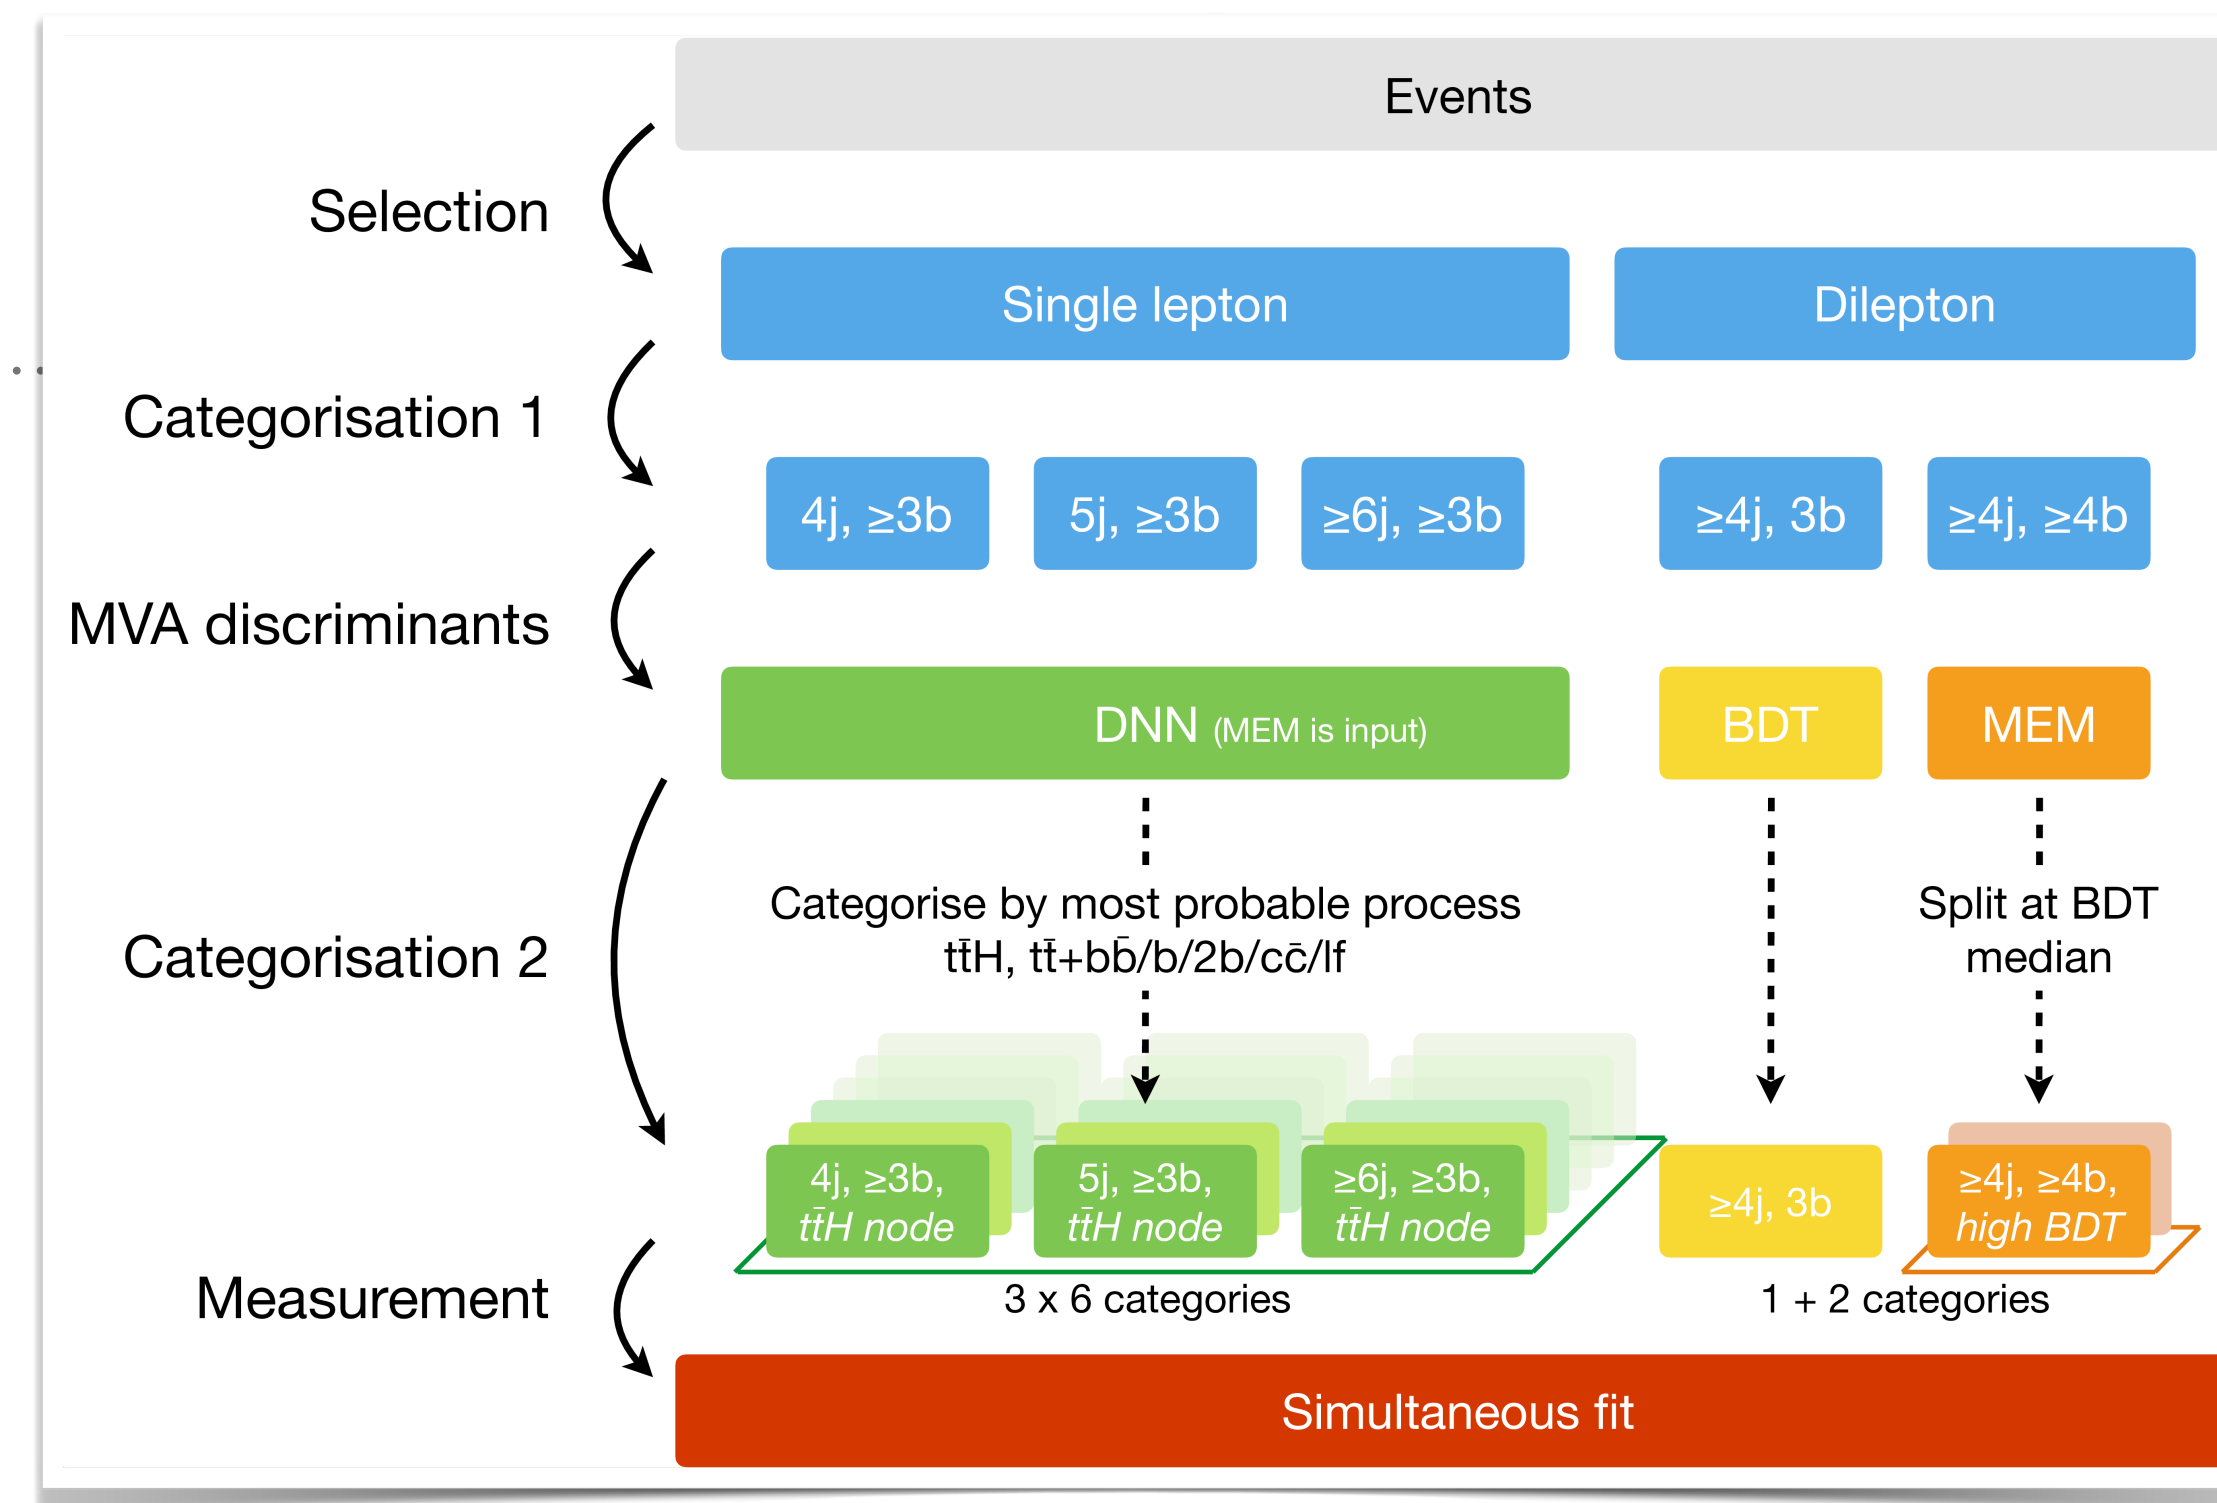 Events
Selection
Single lepton
Dilepton
Categorisation 1
4j, ≥3b
5j, ≥3b
≥6j, ≥3b
≥4j, 3b
≥4j, ≥4b
MVA discriminants
DNN (MEM is input)
BDT
MEM
Categorise by most probable process
tt̄H, tt̄+bb̄/b/2b/cc̄/lf
Split at BDT
median
Categorisation 2
4j, ≥3b,
tt̄H node
5j, ≥3b,
tt̄H node
≥6j, ≥3b,
tt̄H node
≥4j, 3b
≥4j, ≥4b,
high BDT
3 x 6 categories
1 + 2 categories
Measurement
Simultaneous fit